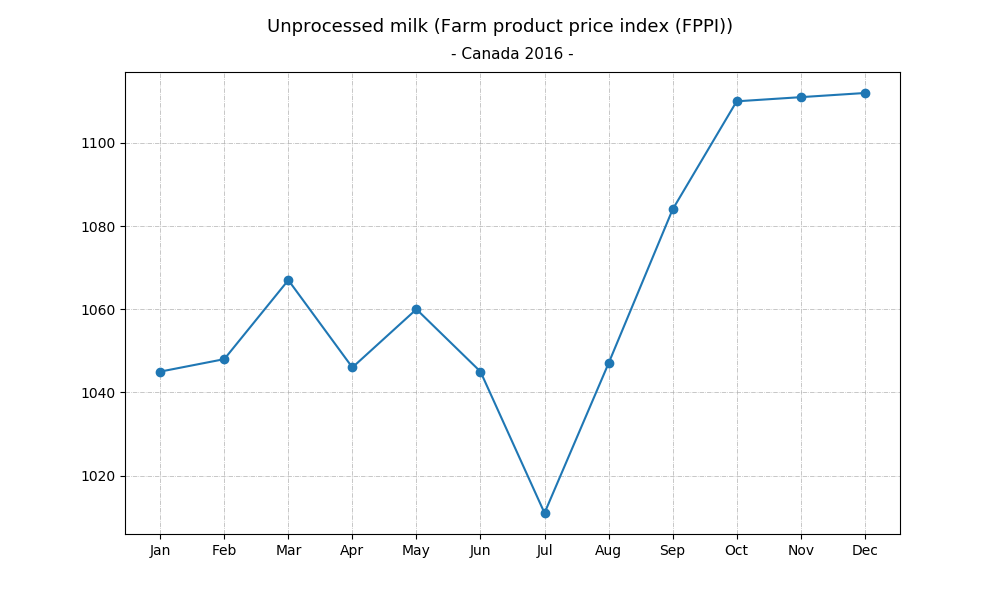 Unprocessed milk (Farm product price index (FPPI))
- Canada 2016 -
1100
1080
1060
1040
1020
Jan Feb Mar Apr May Jun Jul Aug Sep Oct Nov Dec